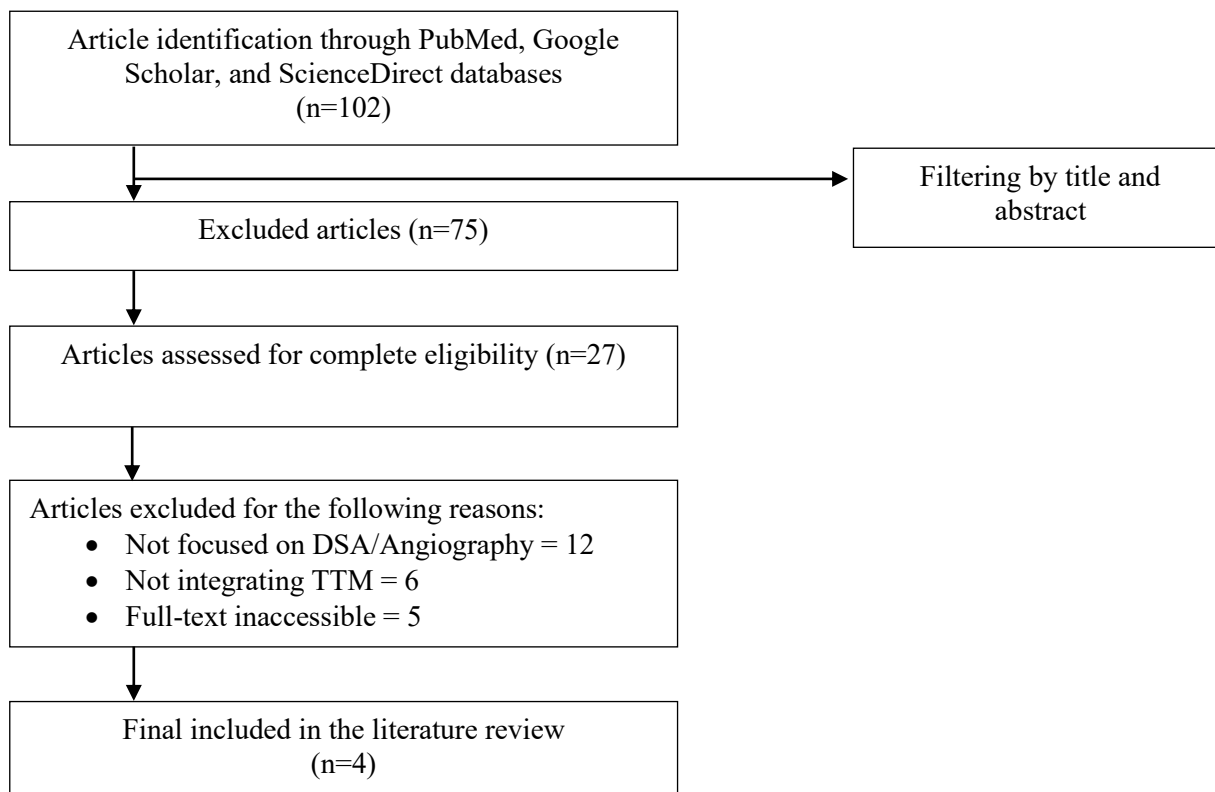 Article identification through PubMed, Google
Scholar, and ScienceDirect databases
(n=102)
Filtering by title and
abstract
Excluded articles (n=75)
Articles assessed for complete eligibility (n=27)
Articles excluded for the following reasons:
• Not focused on DSA/Angiography = 12
• Not integrating TTM = 6
• Full-text inaccessible = 5
Final included in the literature review
(n=4)